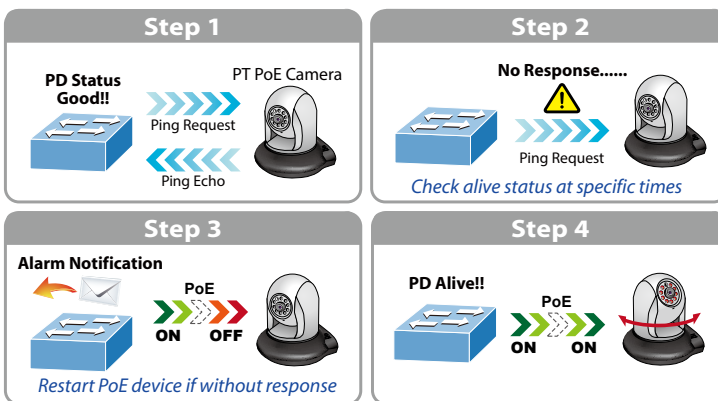 Step 1
PD Status
Good!!
PT PoE Camera
Ping Request
Ping Echo
Step 2
No Response......
Ping Request
Check alive status at specific times
Step 3
Alarm Notification
PoE
ON OFF
Restart PoE device if without response
Step 4
PD Alive!!
PoE
ON ON